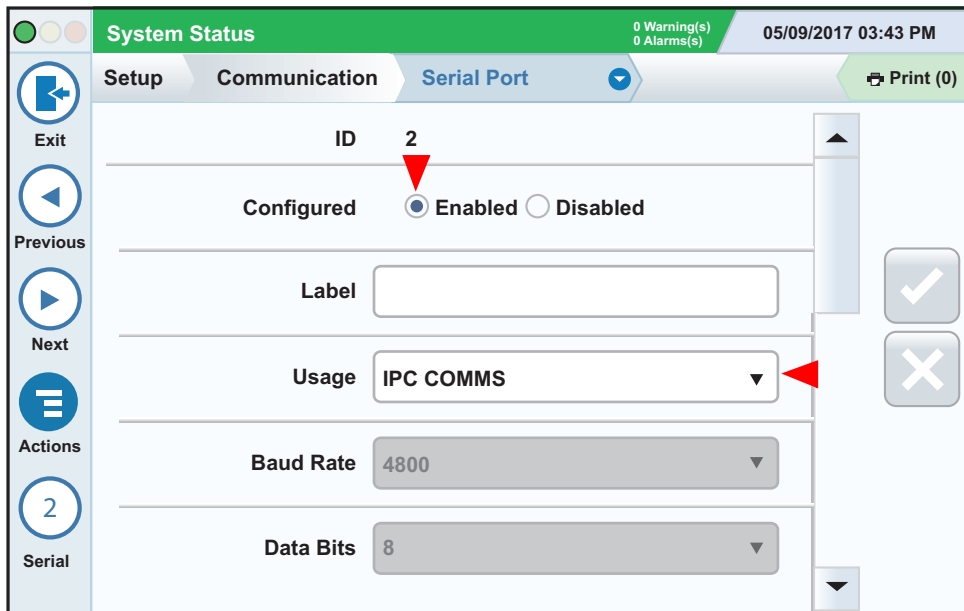 System Status
0 Warning(s)
0 Alarms(s)
05/09/2017 03:43 PM
Setup Communication Serial Port
Print (0)
Exit
Previous
Next
Actions
2
Serial
ID 2
Configured Enabled Disabled
Label
Usage IPC COMMS
Baud Rate 4800
Data Bits 8